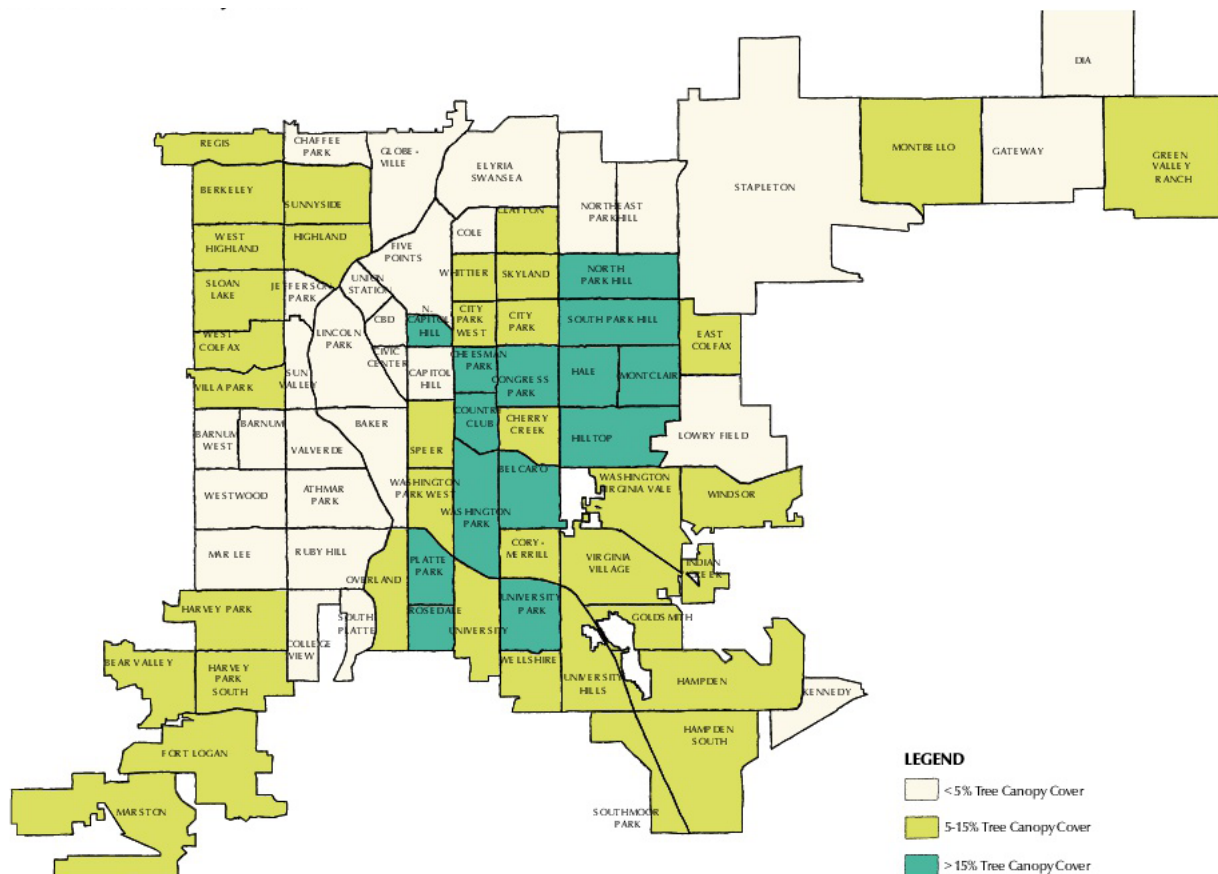 DIA
REGIS
CHAFFEE
PARK
GLOBE -
VILLE
ELYRIA
SWANSEA
MONTBELLO
GATEWAY
GREEN
VALLEY
RANCH
BERKELEY
SUNNYSIDE
STAPLETON
NORTHEAST PARK HILL
CLAYTON
WEST
HIGHLAND
HIGHLAND
COLE
FIVE
POINTS
SLOAN
LAKE
JEFFERSON
PARK
UNION
STATION
WHITTIER
SKYLAND
NORTH
PARK HILL
N.
CAPITOL
HILL
CITY
PARK
WEST
CITY
PARK
SOUTH PARK HILL
CBD
LINCOLN
PARK
WEST
COLFAX
EAST
COLFAX
CIVIC
CENTER
CHEESMAN
PARK
SUN
VALLEY
CAPITOL
HILL
CONGRESS
PARK
HALE
MONTCLAIR
VILLA PARK
BARNUM
WEST
BARNUM
BAKER
COUNTRY
CLUB
CHERRY
CREEK
HILLTOP
LOWRY FIELD
VALVERDE
SPEER
BELCARO
WASHINGTON
VIRGINIA VALE
WINDSOR
WESTWOOD
ATHMAR
PARK
WASHINGTON
PARK WEST
WASHINGTON
PARK
MAR LEE
RUBY HILL
CORY -
MERRILL
VIRGINIA
VILLAGE
INDIAN
CREEK
OVERLAND
PLATTE
PARK
HARVEY PARK
SOUTH
PLATTE
ROSEDALE
UNIVERSITY
UNIVERSITY
PARK
GOLDSMITH
COLLEGE
VIEW
BEAR VALLEY
HARVEY
PARK
SOUTH
WELLSHIRE
UNIVERSITY
HILLS
HAMPDEN
KENNEDY
FORT LOGAN
HAMPDEN
SOUTH
MARSTON
SOUTHMOOR
PARK
LEGEND
<5% Tree Canopy Cover
5-15% Tree Canopy Cover
>15% Tree Canopy Cover